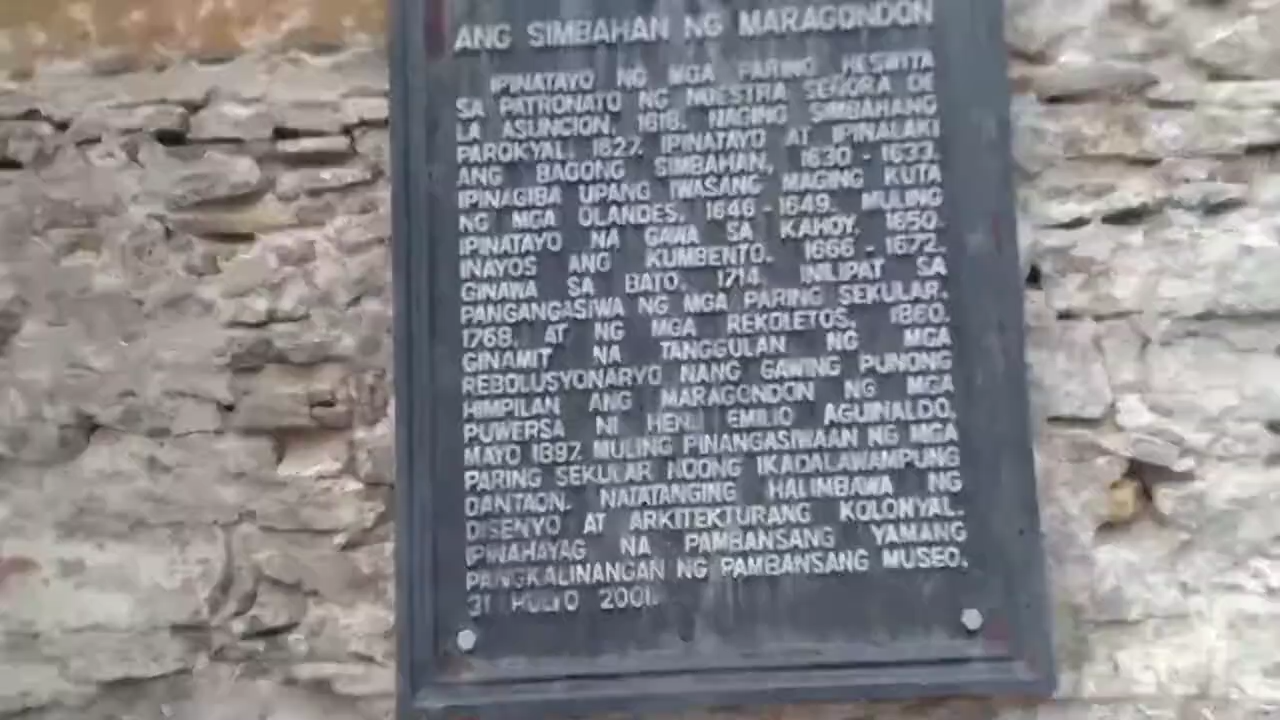 ANG SIMBAHAN NG MARAGONDON
IPINATAYO NG MGA PARING HESWITA
SA PATRONATO NG NUESTRA SEÑORA DE
LA ASUNCION, 1618. NAGING SIMBAHANG
PAROKYAL, 1627. IPINATAYO AT IPINALAKI
ANG BAGONG SIMBAHAN, 1630 - 1633.
IPINAGIBA UPANG IWASANG MAGING KUTA
NG MGA OLANDES, 1646 - 1649. MULING
IPINATAYO NA GAWA SA KAHOY, 1650.
INAYOS ANG KUMBENTO, 1666 - 1672.
GINAWA SA BATO, 1714. INILIPAT SA
PANGANGASIWA NG MGA PARING SEKULAR,
1768, AT NG MGA REKOLETOS, 1860.
GINAMIT NA TANGGULAN NG MGA
REBOLUSYONARYO NANG GAWING PUNONG
HIMPILAN ANG MARAGONDON NG MGA
PUWERSA NI HEN. EMILIO AGUINALDO,
MAYO 1897. MULING PINANGASIWAAN NG MGA
PARING SEKULAR NOONG IKADALAWAMPUNG
DANTAON. NATATANGING HALIMBAWA NG
DISENYO AT ARKITEKTURANG KOLONYAL.
IPINAHAYAG NA PAMBANSANG YAMANG
PANGKALINANGAN NG PAMBANSANG MUSEO,
31 HULYO 2001.